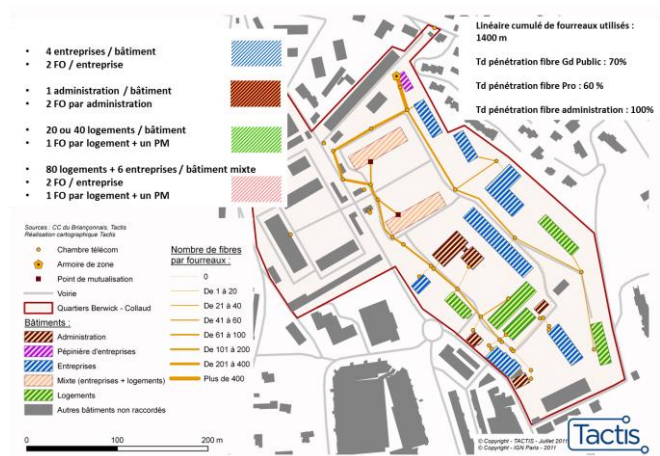 • 4 entreprises / bâtiment
• 2 FO / entreprise
• 1 administration / bâtiment
• 2 FO par administration
• 20 ou 40 logements / bâtiment
• 1 FO par logement + un PM
• 80 logements + 6 entreprises / bâtiment mixte
• 2 FO / entreprise
• 1 FO par logement + un PM
Linéaire cumulé de fourreaux utilisés :
1400 m
Td pénétration fibre Gd Public : 70%
Td pénétration fibre Pro : 60 %
Td pénétration fibre administration : 100%
Sources : CC du Briançonnais, Tactis
Réalisation cartographique Tactis
Chambre télécom
Armoire de zone
Point de mutualisation
Voirie
Quartiers Berwick - Collaud
Bâtiments :
Administration
Pépinière d'entreprises
Entreprises
Mixte (entreprises + logements)
Logements
Autres bâtiments non raccordés
Nombre de fibres
par fourreaux :
0
De 1 à 20
De 21 à 40
De 41 à 60
De 61 à 100
De 101 à 200
De 201 à 400
Plus de 400
0 100 200 m
© Copyright - TACTIS - Juillet 2011
© Copyright - IGN Paris - 2011
Tactis